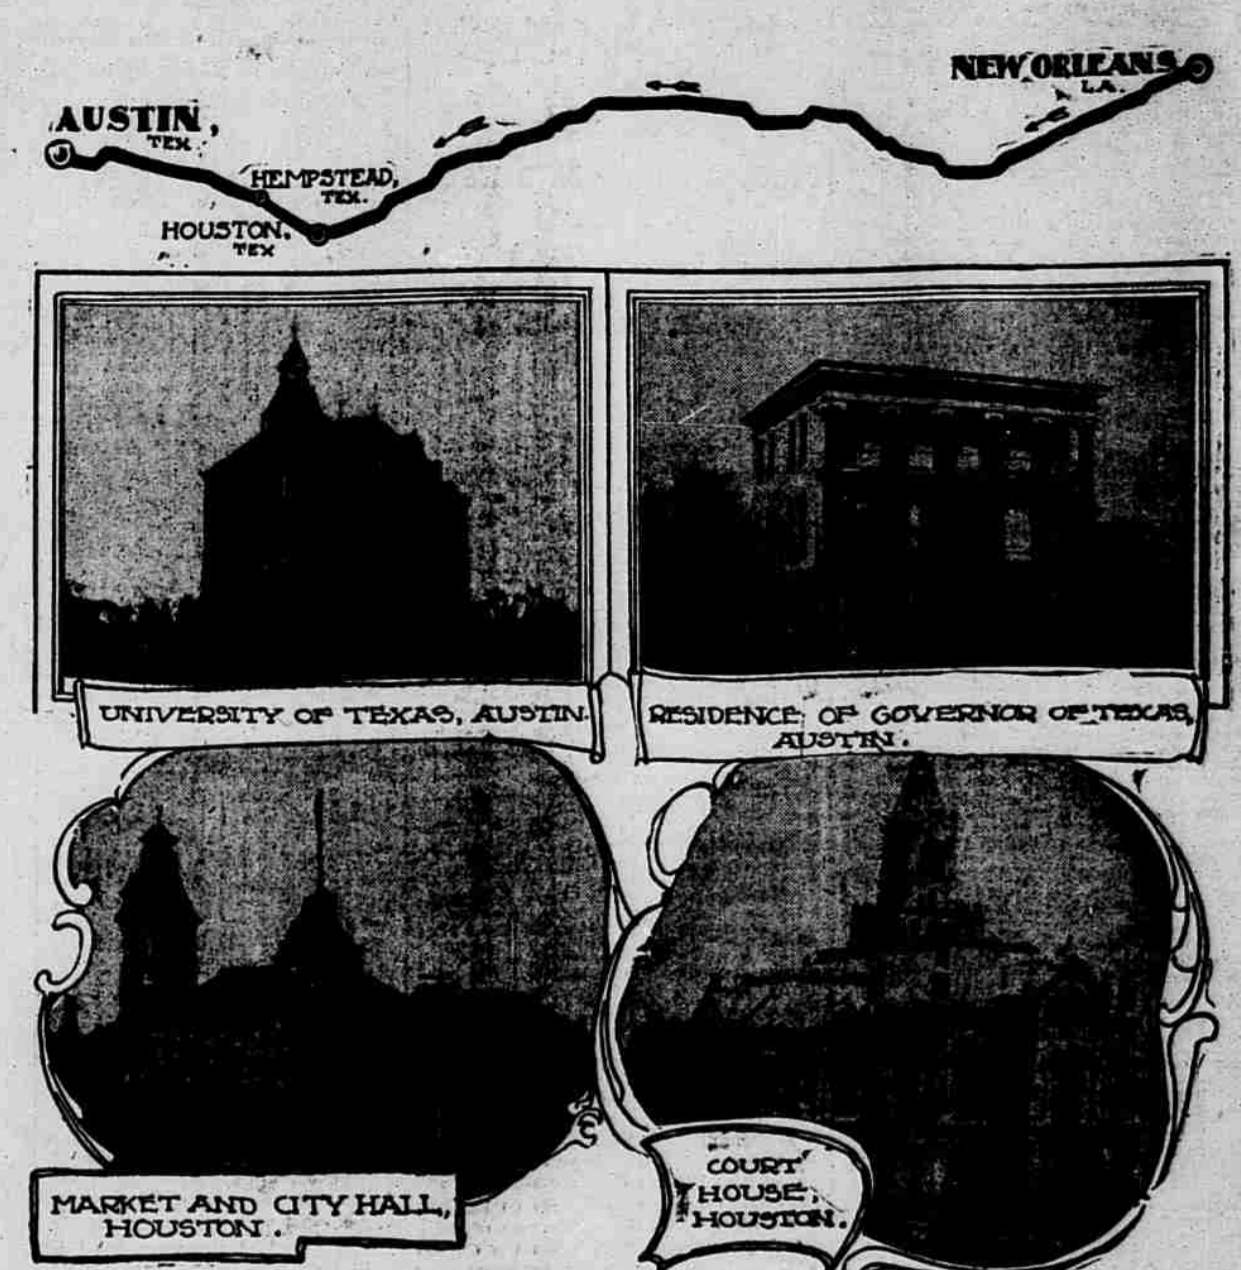 NEW ORLEANS
LA.
AUSTIN,
TEX.
HEMPSTEAD,
TEX.
HOUSTON.
TEX
UNIVERSITY OF TEXAS, AUSTIN.
RESIDENCE OF GOVERNOR OF TEXAS,
AUSTIN.
MARKET AND CITY HALL,
HOUSTON.
COURT
HOUSE,
HOUSTON.